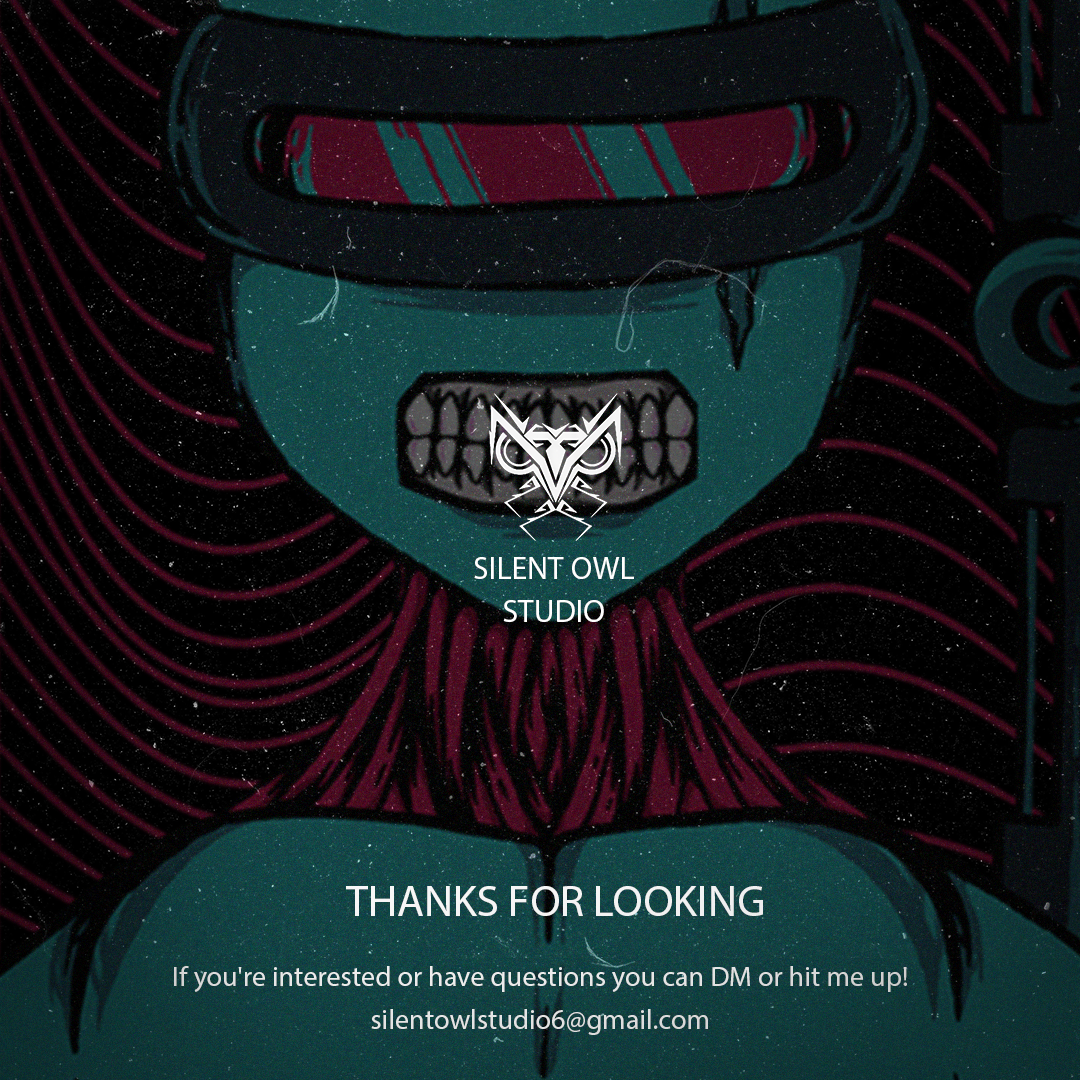 SILENT OWL
STUDIO
THANKS FOR LOOKING
If you're interested or have questions you can DM or hit me up!
silentowlstudio6@gmail.com